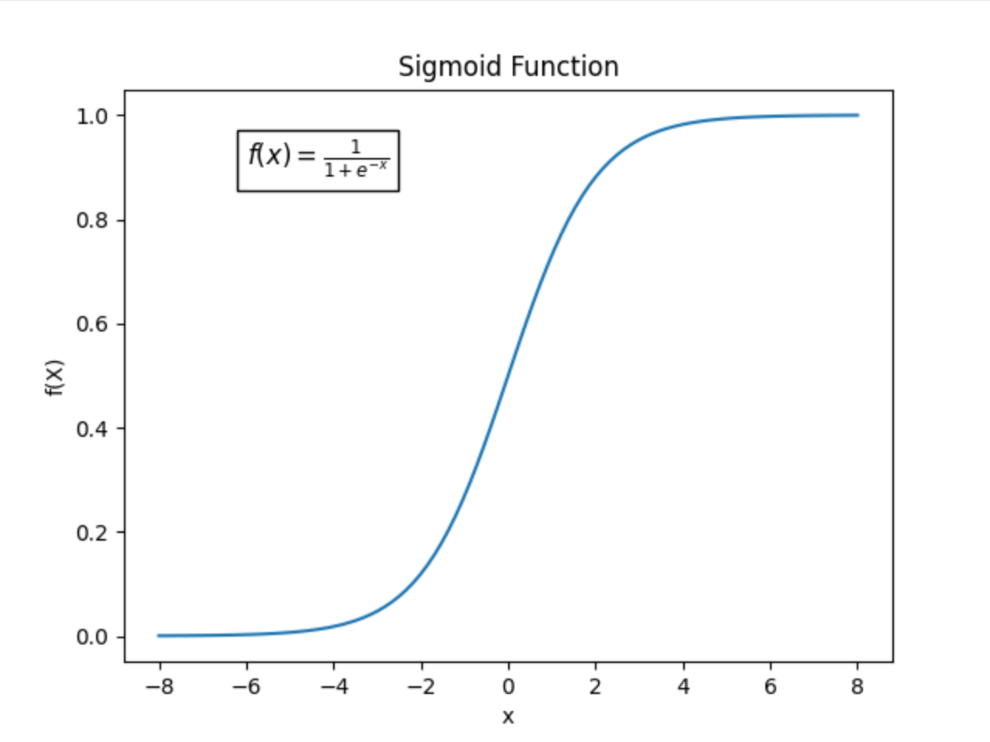 Sigmoid Function
1.0
f(x) = 1/(1+e^{-x})
0.8
0.6
f(X)
0.4
0.2
0.0
−8 −6 −4 −2 0 2 4 6 8
x